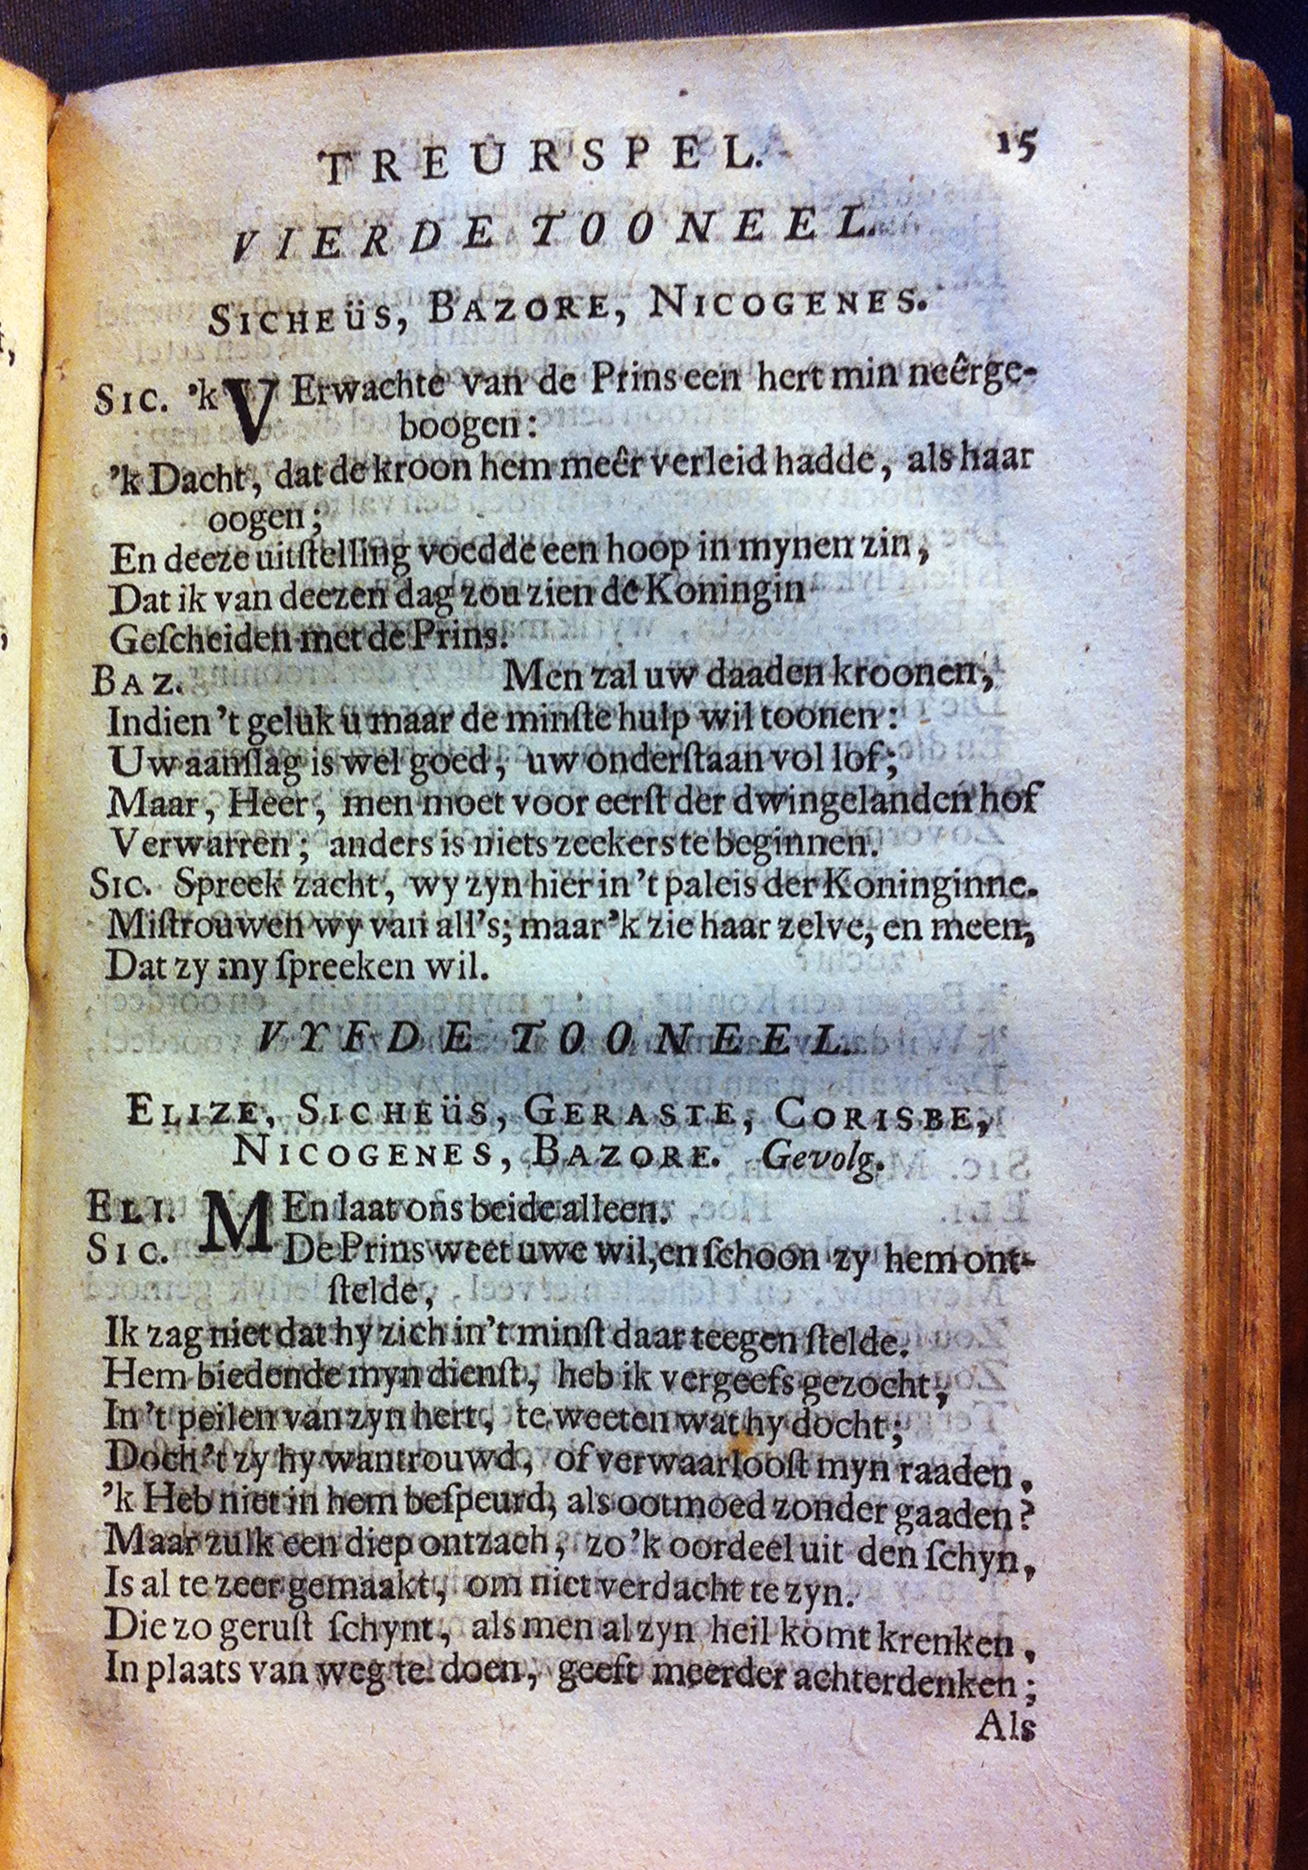 TREURSPEL. 15
VIERDE TOONEEL.
SICHEÜS, BAZORE, NICOGENES.
SIC. 'k VErwachte van de Prins een hert min neêrge-
boogen:
'k Dacht, dat de kroon hem meêr verleid hadde, als haar
oogen;
En deeze uitſtelling voedde een hoop in mynen zin,
Dat ik van deezen dag zou zien de Koningin
Geſcheiden met de Prins.
BAZ. Men zal uw daaden kroonen,
Indien 't geluk u maar de minſte hulp wil toonen:
Uw aanſlag is wel goed, uw onderſtaan vol lof;
Maar, Heer, men moet voor eerſt der dwingelanden hof
Verwarren; anders is niets zeekers te beginnen.
SIC. Spreek zacht, wy zyn hier in 't paleis der Koninginne.
Miſtrouwen wy van all's; maar 'k zie haar zelve, en meen,
Dat zy my ſpreeken wil.
VYFDE TOONEEL.
ELIZE, SICHEÜS, GERASTE, CORISBE,
NICOGENES, BAZORE. Gevolg.
ELI. MEn laat ons beide alleen.
SIC. De Prins weet uwe wil, en ſchoon zy hem ont-
ſtelde,
Ik zag niet dat hy zich in 't minſt daar teegen ſtelde.
Hem biedende myn dienſt, heb ik vergeefs gezocht,
In 't peilen van zyn hert, te weeten wat hy docht;
Doch 't zy hy wantrouwd, of verwaarlooſt myn raaden,
'k Heb niet in hem beſpeurd, als ootmoed zonder gaaden?
Maar zulk een diep ontzach, zo 'k oordeel uit den ſchyn,
Is al te zeer gemaakt, om niet verdacht te zyn.
Die zo geruſt ſchynt, als men al zyn heil komt krenken,
In plaats van weg te doen, geeft meerder achterdenken;
Als